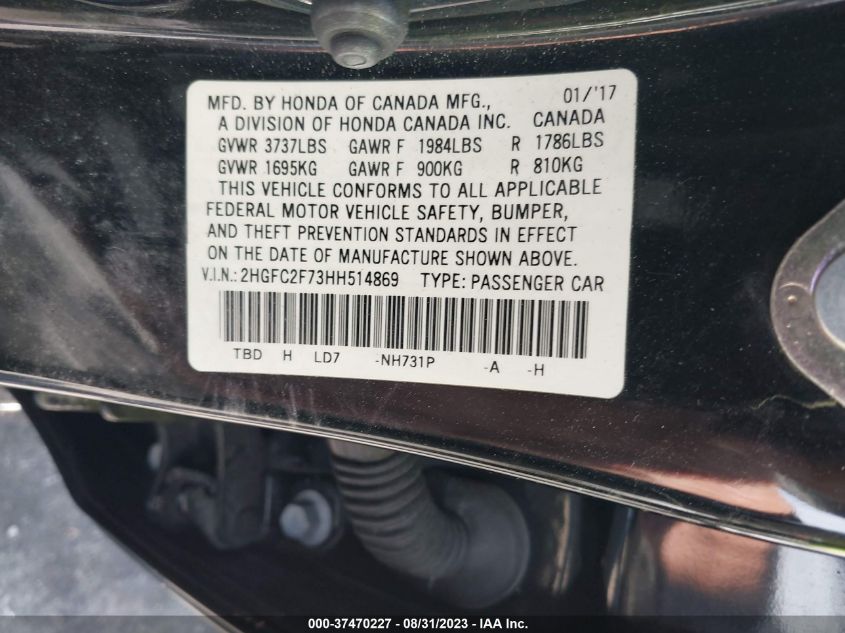 MFD. BY HONDA OF CANADA MFG., 01/'17
A DIVISION OF HONDA CANADA INC. CANADA
GVWR 3737LBS GAWR F 1984LBS R 1786LBS
GVWR 1695KG GAWR F 900KG R 810KG
THIS VEHICLE CONFORMS TO ALL APPLICABLE
FEDERAL MOTOR VEHICLE SAFETY, BUMPER,
AND THEFT PREVENTION STANDARDS IN EFFECT
ON THE DATE OF MANUFACTURE SHOWN ABOVE.
V.I.N.: 2HGFC2F73HH514869 TYPE: PASSENGER CAR
TBD H LD7 -NH731P -A -H
000-37470227 - 08/31/2023 - IAA Inc.